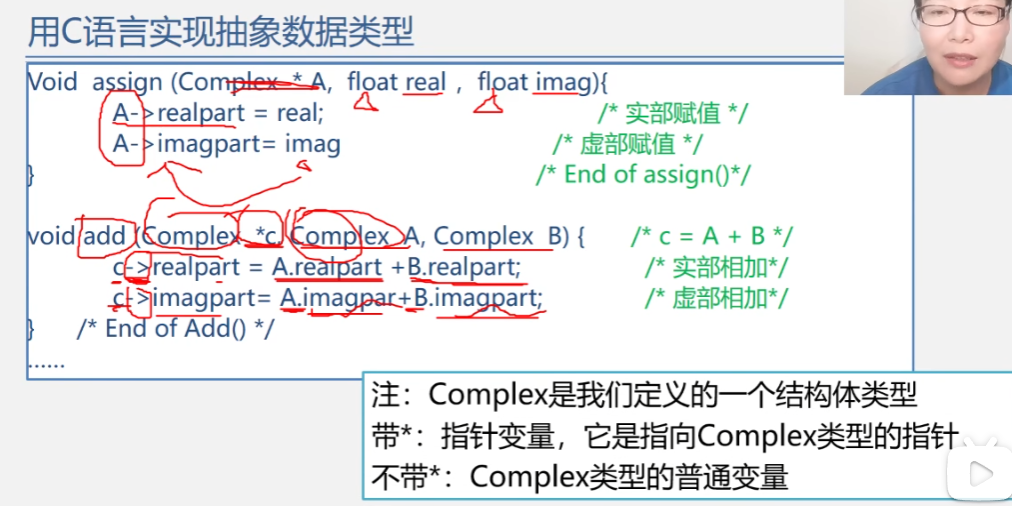 用C语言实现抽象数据类型
Void assign (Complex * A, float real , float imag){
A->realpart = real; /* 实部赋值 */
A->imagpart= imag /* 虚部赋值 */
} /* End of assign()*/
void add (Complex *c, Complex A, Complex B) { /* c = A + B */
c->realpart = A.realpart +B.realpart; /* 实部相加*/
c->imagpart= A.imagpar+B.imagpart; /* 虚部相加*/
} /* End of Add() */
......
注：Complex是我们定义的一个结构体类型
带*：指针变量，它是指向Complex类型的指针
不带*：Complex类型的普通变量